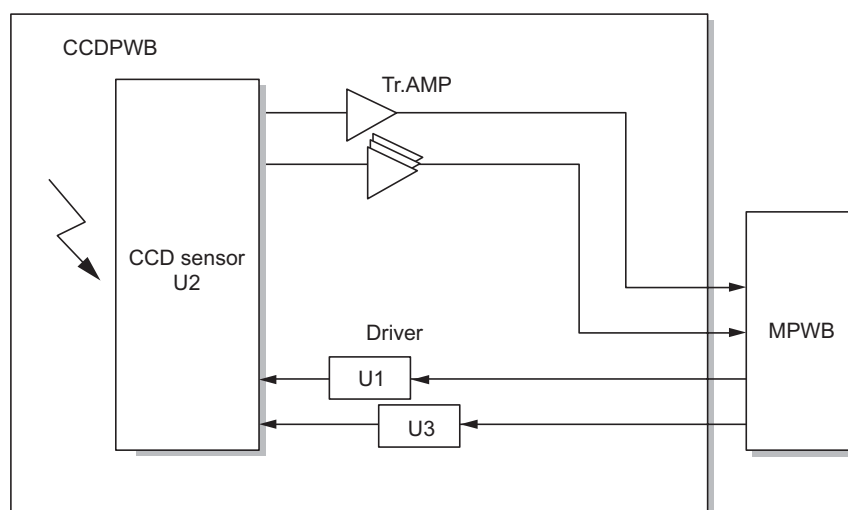 CCDPWB
Tr.AMP
CCD sensor
U2
MPWB
Driver
U1
U3